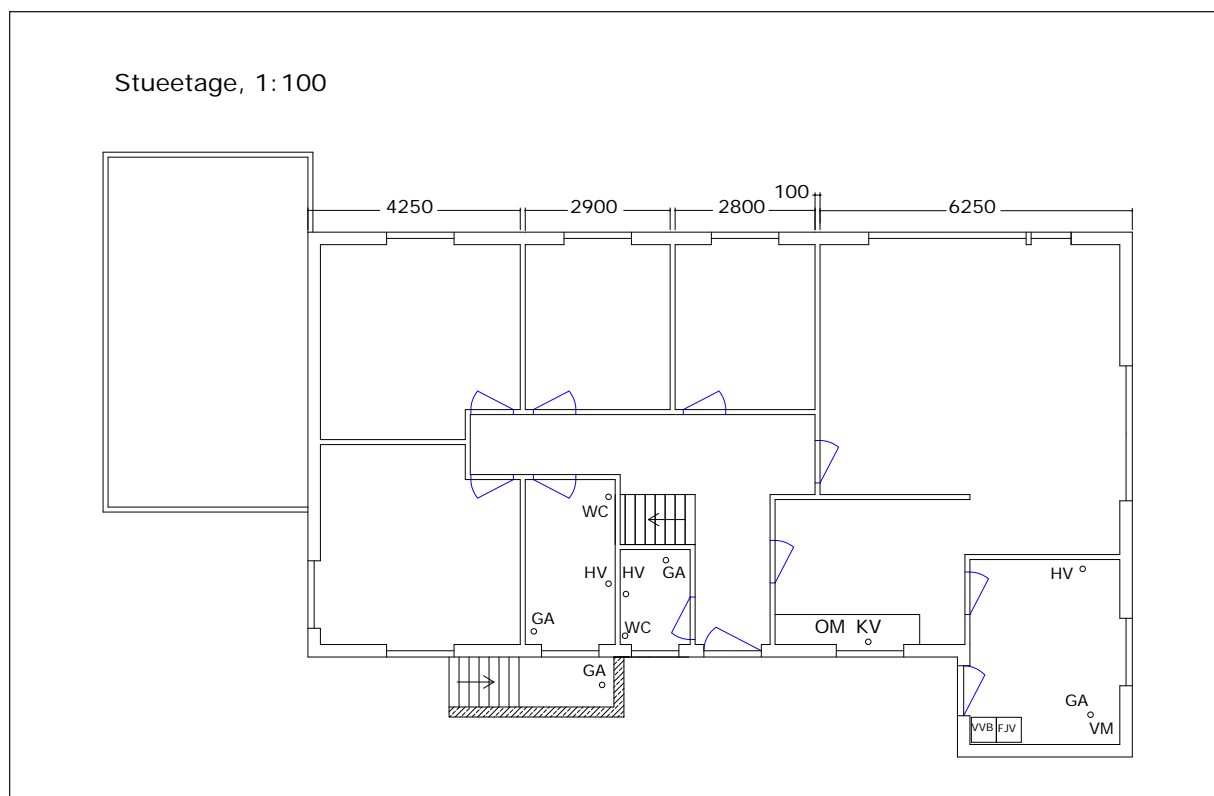 Stueetage, 1:100
100
4250 2900 2800 6250
WC
HV HV GA HV
GA WC OM KV
GA
GA
VVB FJV VM